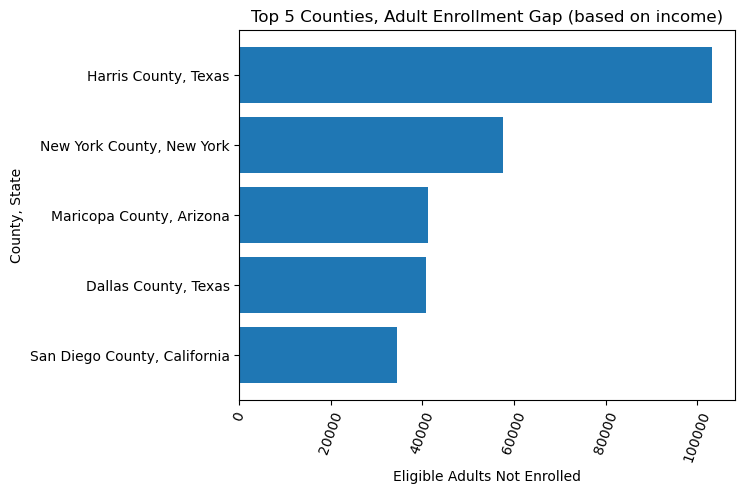 Top 5 Counties, Adult Enrollment Gap (based on income)
County, State
Harris County, Texas
New York County, New York
Maricopa County, Arizona
Dallas County, Texas
San Diego County, California
0
20000
40000
60000
80000
100000
Eligible Adults Not Enrolled